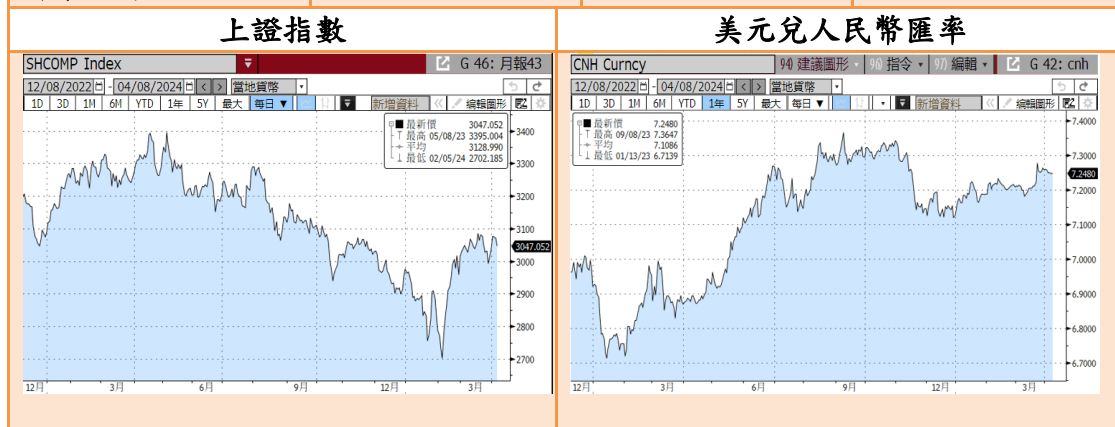 上證指數
SHCOMP Index
G 46: 月報43
12/08/2022 - 04/08/2024 < > 當地貨幣
1D 3D 1M 6M YTD 1年 5Y 最大 每日 ▼ 新增資料 « 編輯圖形
最新價 3047.052
最高 05/08/23 3395.004
平均 3128.990
最低 02/05/24 2702.185
3400
3300
3200
3100
3047.052
3000
2900
2800
2700
12月 3月 6月 9月 12月 3月
美元兌人民幣匯率
CNH Curncy
94) 建議圖形 96) 指令 97) 編輯 G 42: cnh
12/08/2022 - 04/08/2024 < > 當地貨幣
1D 3D 1M 6M YTD 1年 5Y 最大 每日 ▼ 新增資料 « 編輯圖形
最新價 7.2480
最高 09/08/23 7.3647
平均 7.1086
最低 01/13/23 6.7139
7.4000
7.3000
7.2480
7.2000
7.1000
7.0000
6.9000
6.8000
6.7000
12月 3月 6月 9月 12月 3月